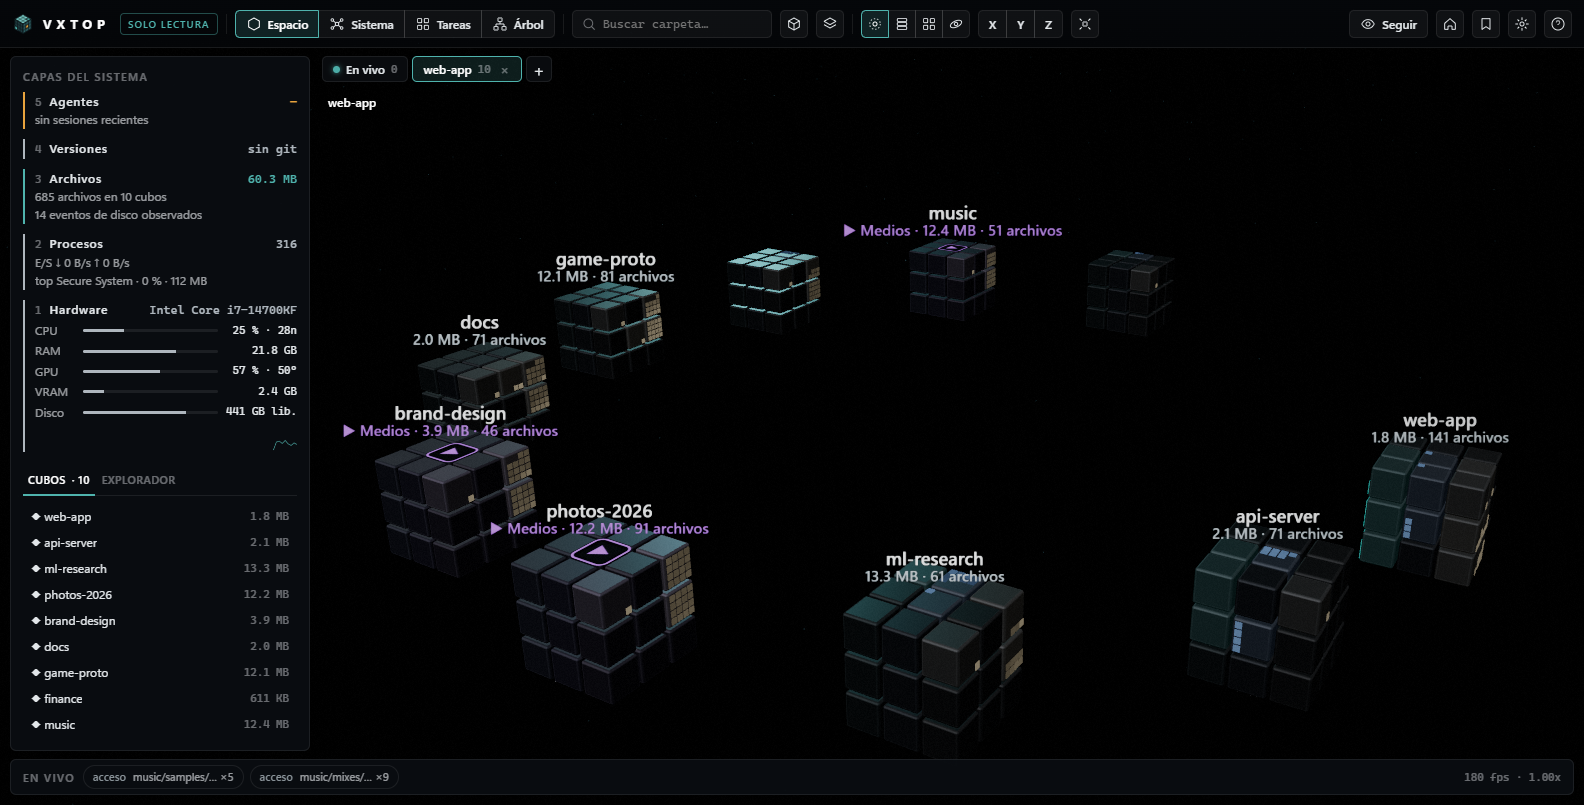 VXTOP SOLO LECTURA Espacio Sistema Tareas Árbol Buscar carpeta… X Y Z Seguir
CAPAS DEL SISTEMA
5 Agentes –
sin sesiones recientes
4 Versiones sin git
3 Archivos 60.3 MB
685 archivos en 10 cubos
14 eventos de disco observados
2 Procesos 316
E/S ↓ 0 B/s ↑ 0 B/s
top Secure System · 0 % · 112 MB
1 Hardware Intel Core i7-14700KF
CPU 25 % · 28n
RAM 21.8 GB
GPU 57 % · 50°
VRAM 2.4 GB
Disco 441 GB lib.
CUBOS · 10 EXPLORADOR
web-app 1.8 MB
api-server 2.1 MB
ml-research 13.3 MB
photos-2026 12.2 MB
brand-design 3.9 MB
docs 2.0 MB
game-proto 12.1 MB
finance 611 KB
music 12.4 MB
En vivo 0 web-app 10 × +
web-app
music
▶ Medios · 12.4 MB · 51 archivos
game-proto
12.1 MB · 81 archivos
docs
2.0 MB · 71 archivos
brand-design
▶ Medios · 3.9 MB · 46 archivos
web-app
1.8 MB · 141 archivos
photos-2026
▶ Medios · 12.2 MB · 91 archivos
api-server
2.1 MB · 71 archivos
ml-research
13.3 MB · 61 archivos
EN VIVO acceso music/samples/… ×5 acceso music/mixes/… ×9 180 fps · 1.00x